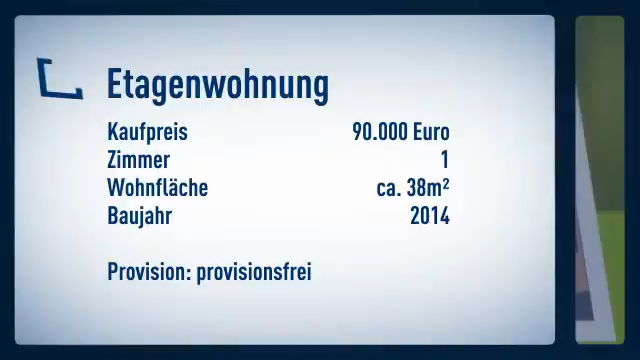 Etagenwohnung
Kaufpreis 90.000 Euro
Zimmer 1
Wohnfläche ca. 38m²
Baujahr 2014
Provision: provisionsfrei